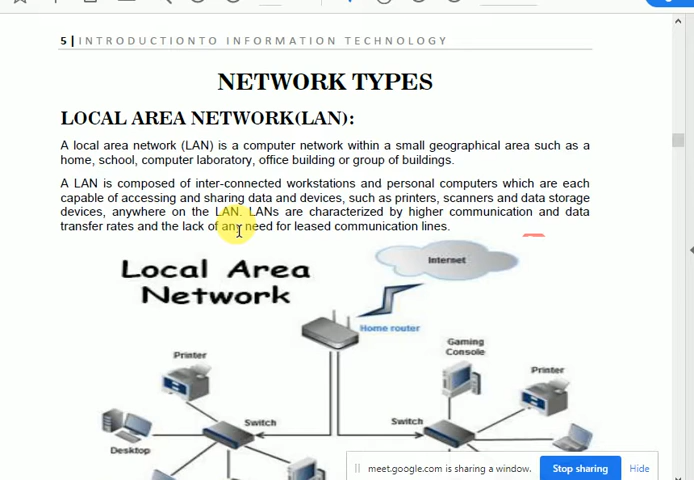 5 | INTRODUCTIONTO INFORMATION TECHNOLOGY
NETWORK TYPES
LOCAL AREA NETWORK(LAN):
A local area network (LAN) is a computer network within a small geographical area such as a
home, school, computer laboratory, office building or group of buildings.
A LAN is composed of inter-connected workstations and personal computers which are each
capable of accessing and sharing data and devices, such as printers, scanners and data storage
devices, anywhere on the LAN. LANs are characterized by higher communication and data
transfer rates and the lack of any need for leased communication lines.
Local Area
Network
Internet
Home router
Gaming
Console
Printer
Printer
Switch
Switch
Desktop
meet.google.com is sharing a window.
Stop sharing
Hide